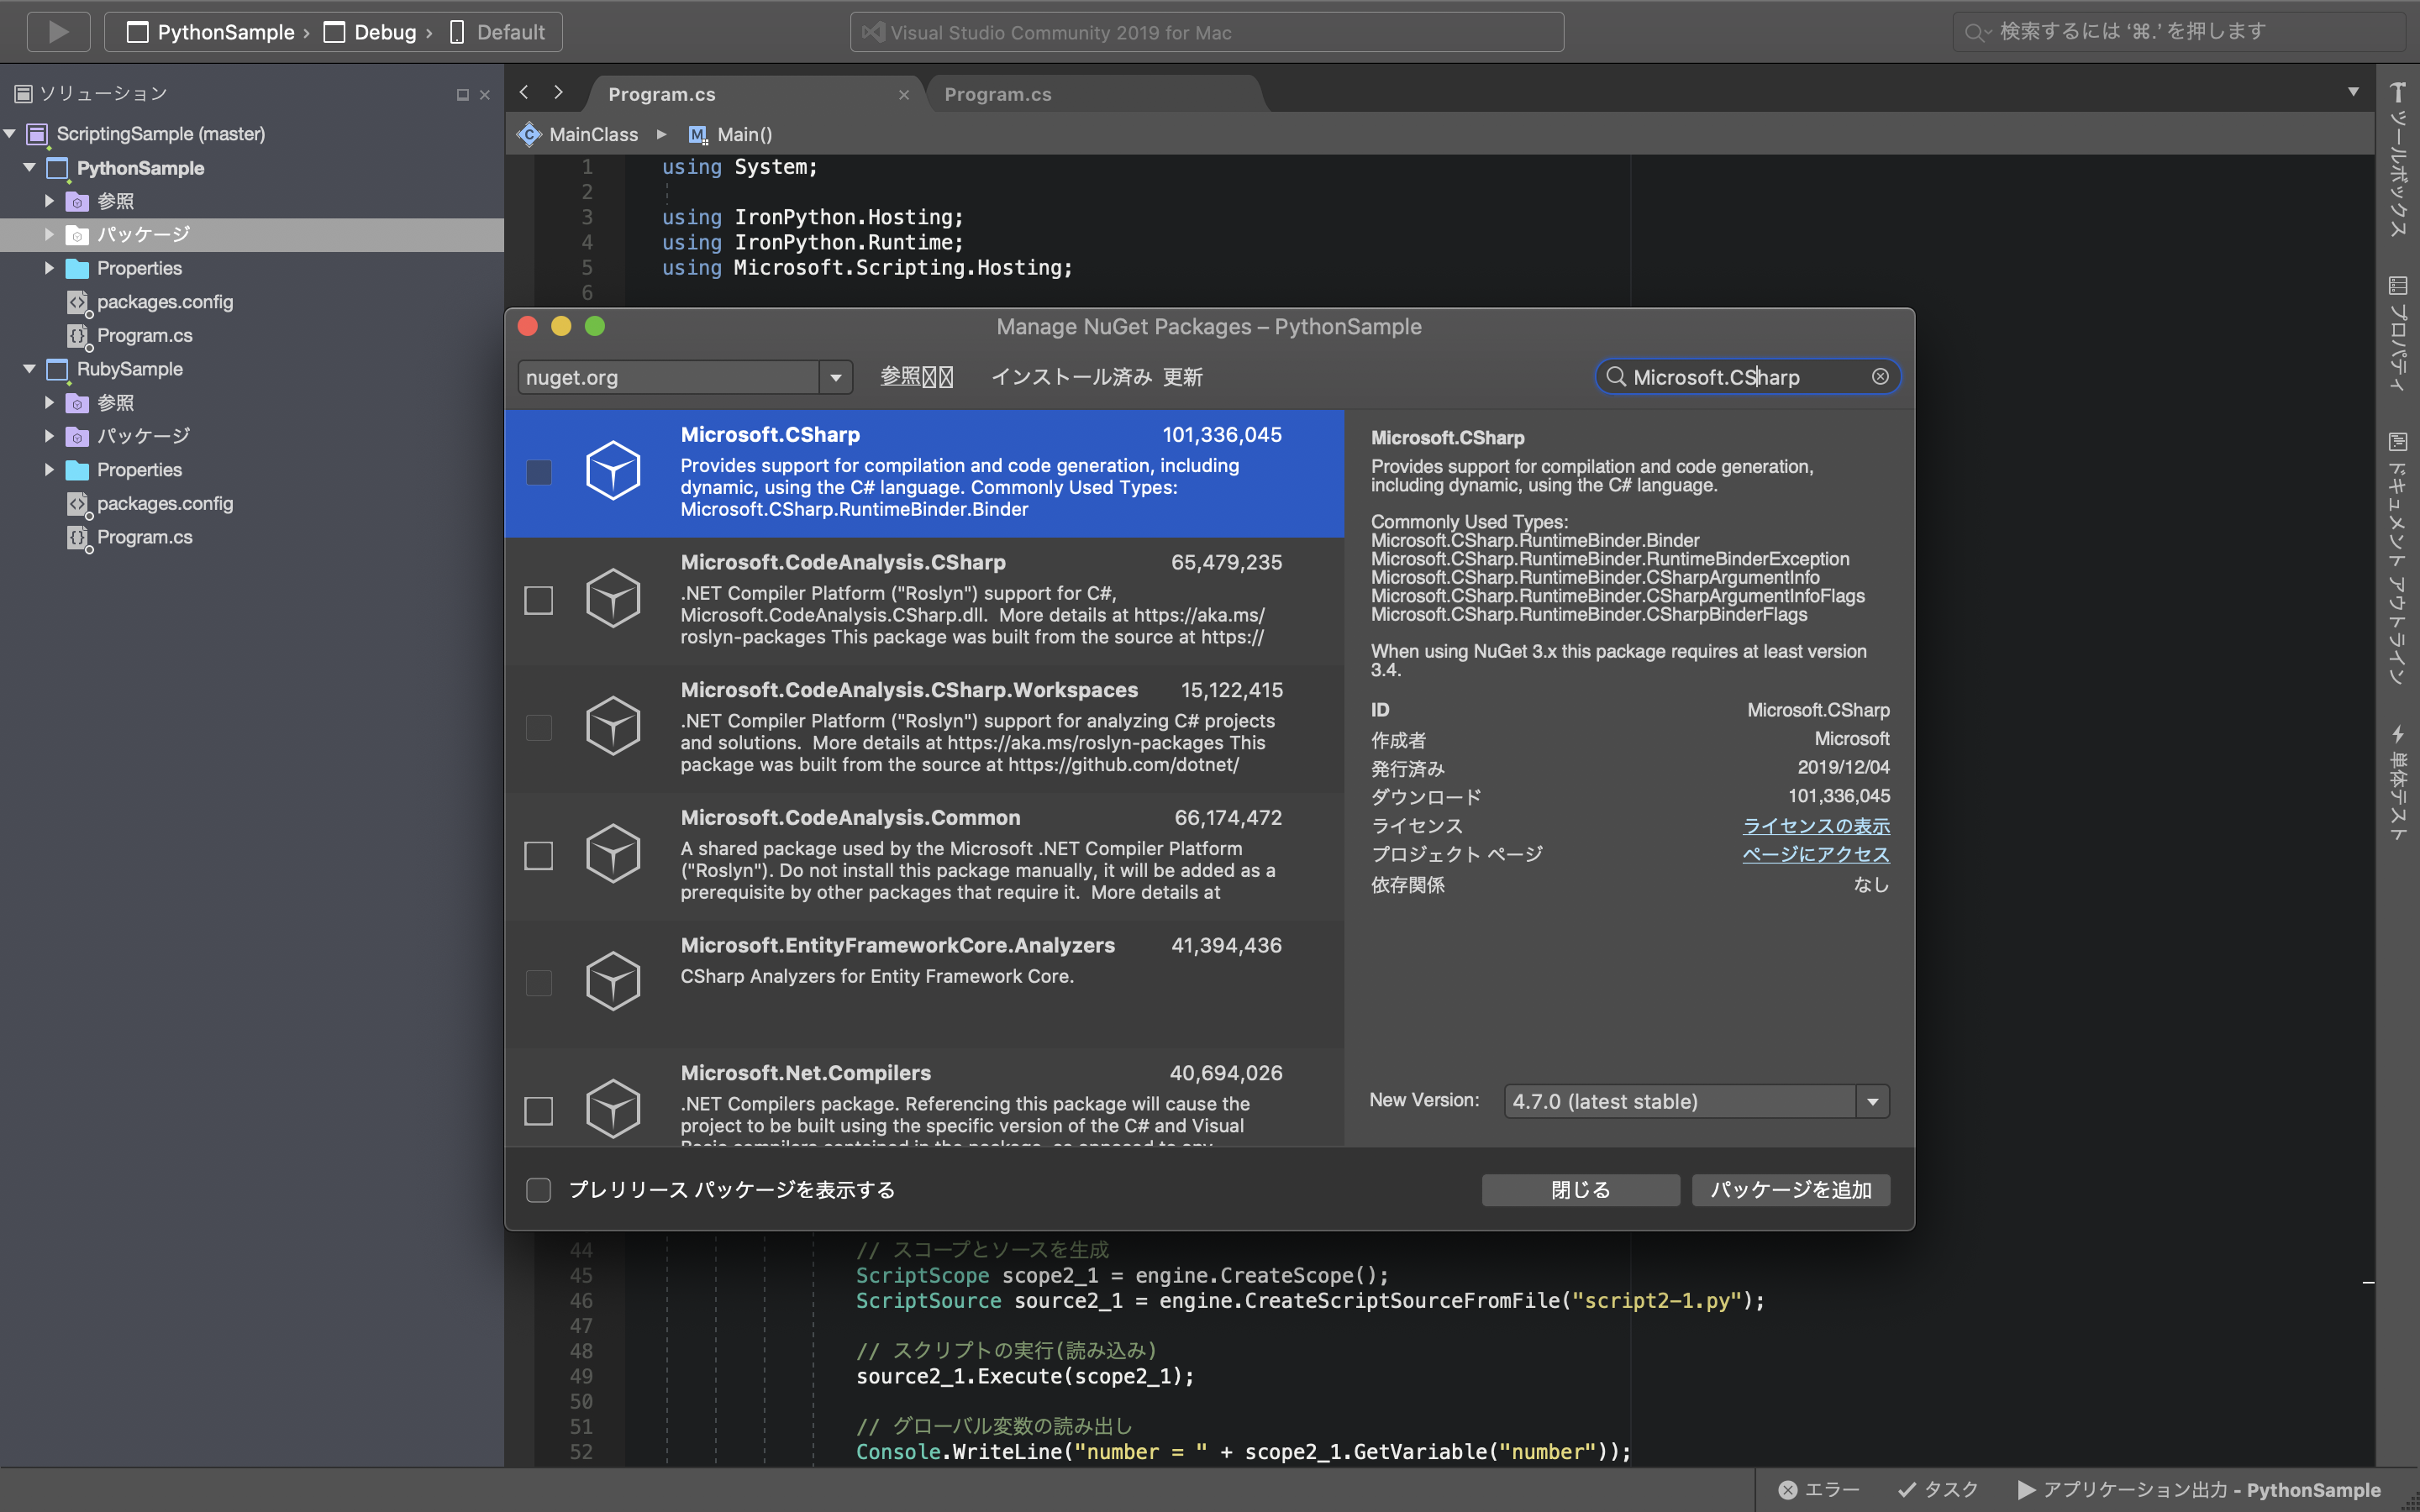 PythonSample › Debug › Default
Visual Studio Community 2019 for Mac
検索するには ‘⌘.’ を押します
ソリューション
ScriptingSample (master)
PythonSample
参照
パッケージ
Properties
packages.config
Program.cs
RubySample
参照
パッケージ
Properties
packages.config
Program.cs
Program.cs
Program.cs
MainClass
Main()
1 using System;
2
3 using IronPython.Hosting;
4 using IronPython.Runtime;
5 using Microsoft.Scripting.Hosting;
6
Manage NuGet Packages – PythonSample
nuget.org
参照
インストール済み
更新
Microsoft.CSharp
Microsoft.CSharp 101,336,045
Provides support for compilation and code generation, including
dynamic, using the C# language. Commonly Used Types:
Microsoft.CSharp.RuntimeBinder.Binder
Microsoft.CodeAnalysis.CSharp 65,479,235
.NET Compiler Platform ("Roslyn") support for C#,
Microsoft.CodeAnalysis.CSharp.dll. More details at https://aka.ms/
roslyn-packages This package was built from the source at https://
Microsoft.CodeAnalysis.CSharp.Workspaces 15,122,415
.NET Compiler Platform ("Roslyn") support for analyzing C# projects
and solutions. More details at https://aka.ms/roslyn-packages This
package was built from the source at https://github.com/dotnet/
Microsoft.CodeAnalysis.Common 66,174,472
A shared package used by the Microsoft .NET Compiler Platform
("Roslyn"). Do not install this package manually, it will be added as a
prerequisite by other packages that require it. More details at
Microsoft.EntityFrameworkCore.Analyzers 41,394,436
CSharp Analyzers for Entity Framework Core.
Microsoft.Net.Compilers 40,694,026
.NET Compilers package. Referencing this package will cause the
project to be built using the specific version of the C# and Visual
Basic compilers contained in the package, as opposed to any
Microsoft.CSharp
Provides support for compilation and code generation,
including dynamic, using the C# language.
Commonly Used Types:
Microsoft.CSharp.RuntimeBinder.Binder
Microsoft.CSharp.RuntimeBinder.RuntimeBinderException
Microsoft.CSharp.RuntimeBinder.CSharpArgumentInfo
Microsoft.CSharp.RuntimeBinder.CSharpArgumentInfoFlags
Microsoft.CSharp.RuntimeBinder.CSharpBinderFlags
When using NuGet 3.x this package requires at least version
3.4.
ID Microsoft.CSharp
作成者 Microsoft
発行済み 2019/12/04
ダウンロード 101,336,045
ライセンス ライセンスの表示
プロジェクト ページ ページにアクセス
依存関係 なし
New Version: 4.7.0 (latest stable)
プレリリース パッケージを表示する
閉じる
パッケージを追加
44 // スコープとソースを生成
45 ScriptScope scope2_1 = engine.CreateScope();
46 ScriptSource source2_1 = engine.CreateScriptSourceFromFile("script2-1.py");
47
48 // スクリプトの実行(読み込み)
49 source2_1.Execute(scope2_1);
50
51 // グローバル変数の読み出し
52 Console.WriteLine("number = " + scope2_1.GetVariable("number"));
ツールボックス
プロパティ
ドキュメント アウトライン
単体テスト
エラー
タスク
アプリケーション出力 - PythonSample